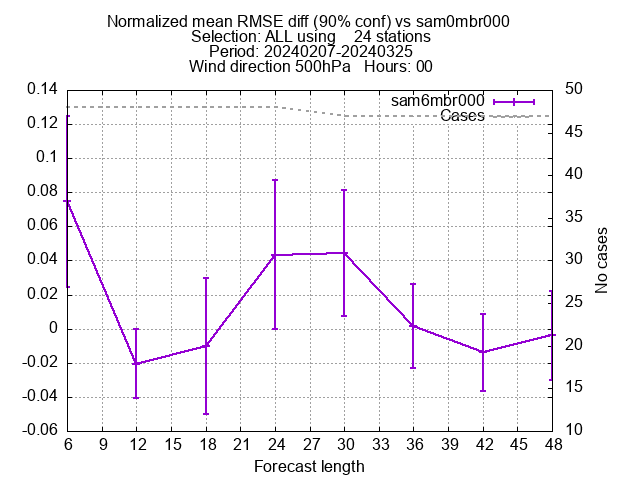 Normalized mean RMSE diff (90% conf) vs sam0mbr000
Selection: ALL using    24 stations
Period: 20240207-20240325
Wind direction 500hPa   Hours: 00
sam6mbr000
Cases
0.14
0.12
0.1
0.08
0.06
0.04
0.02
0
-0.02
-0.04
-0.06
50
45
40
35
30
25
20
15
10
No cases
6 9 12 15 18 21 24 27 30 33 36 39 42 45 48
Forecast length